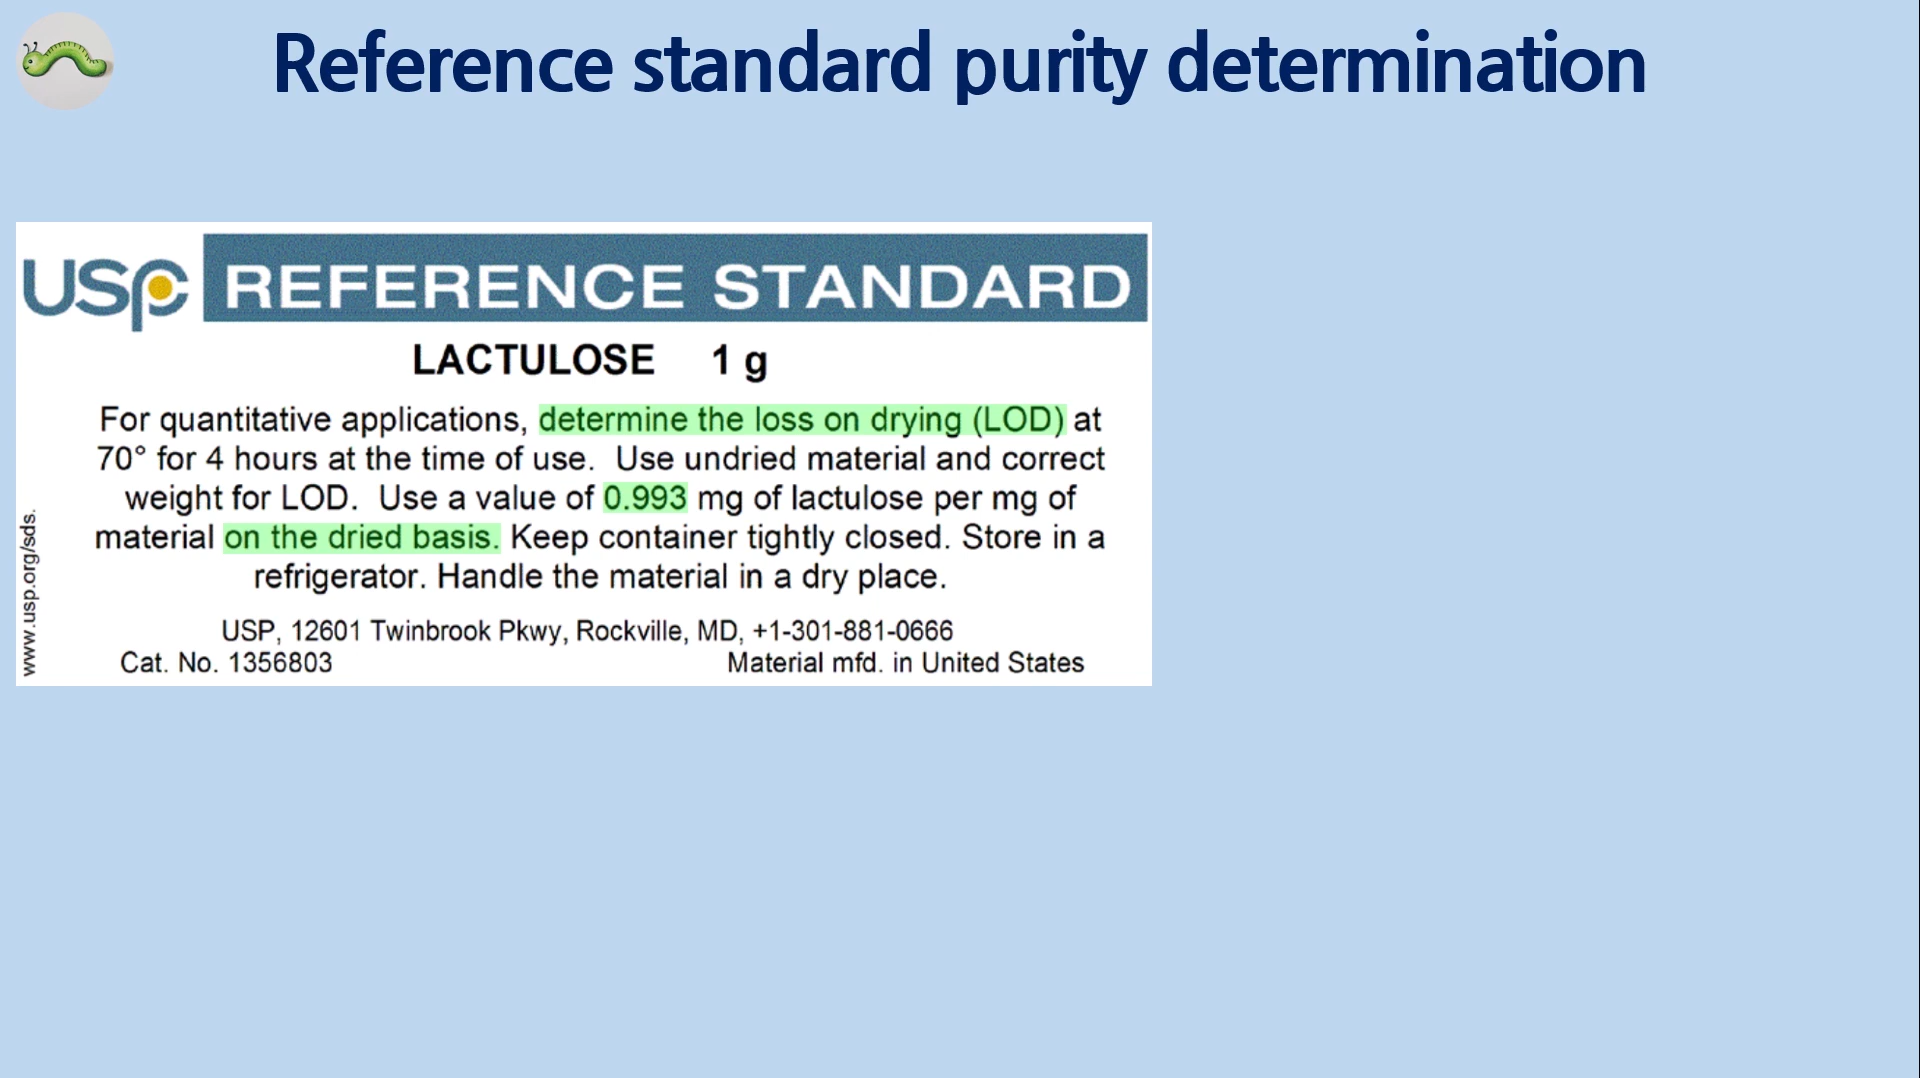 Reference standard purity determination
usp REFERENCE STANDARD
LACTULOSE 1 g
For quantitative applications, determine the loss on drying (LOD) at
70° for 4 hours at the time of use. Use undried material and correct
weight for LOD. Use a value of 0.993 mg of lactulose per mg of
material on the dried basis. Keep container tightly closed. Store in a
refrigerator. Handle the material in a dry place.
www.usp.org/sds.
USP, 12601 Twinbrook Pkwy, Rockville, MD, +1-301-881-0666
Cat. No. 1356803 Material mfd. in United States